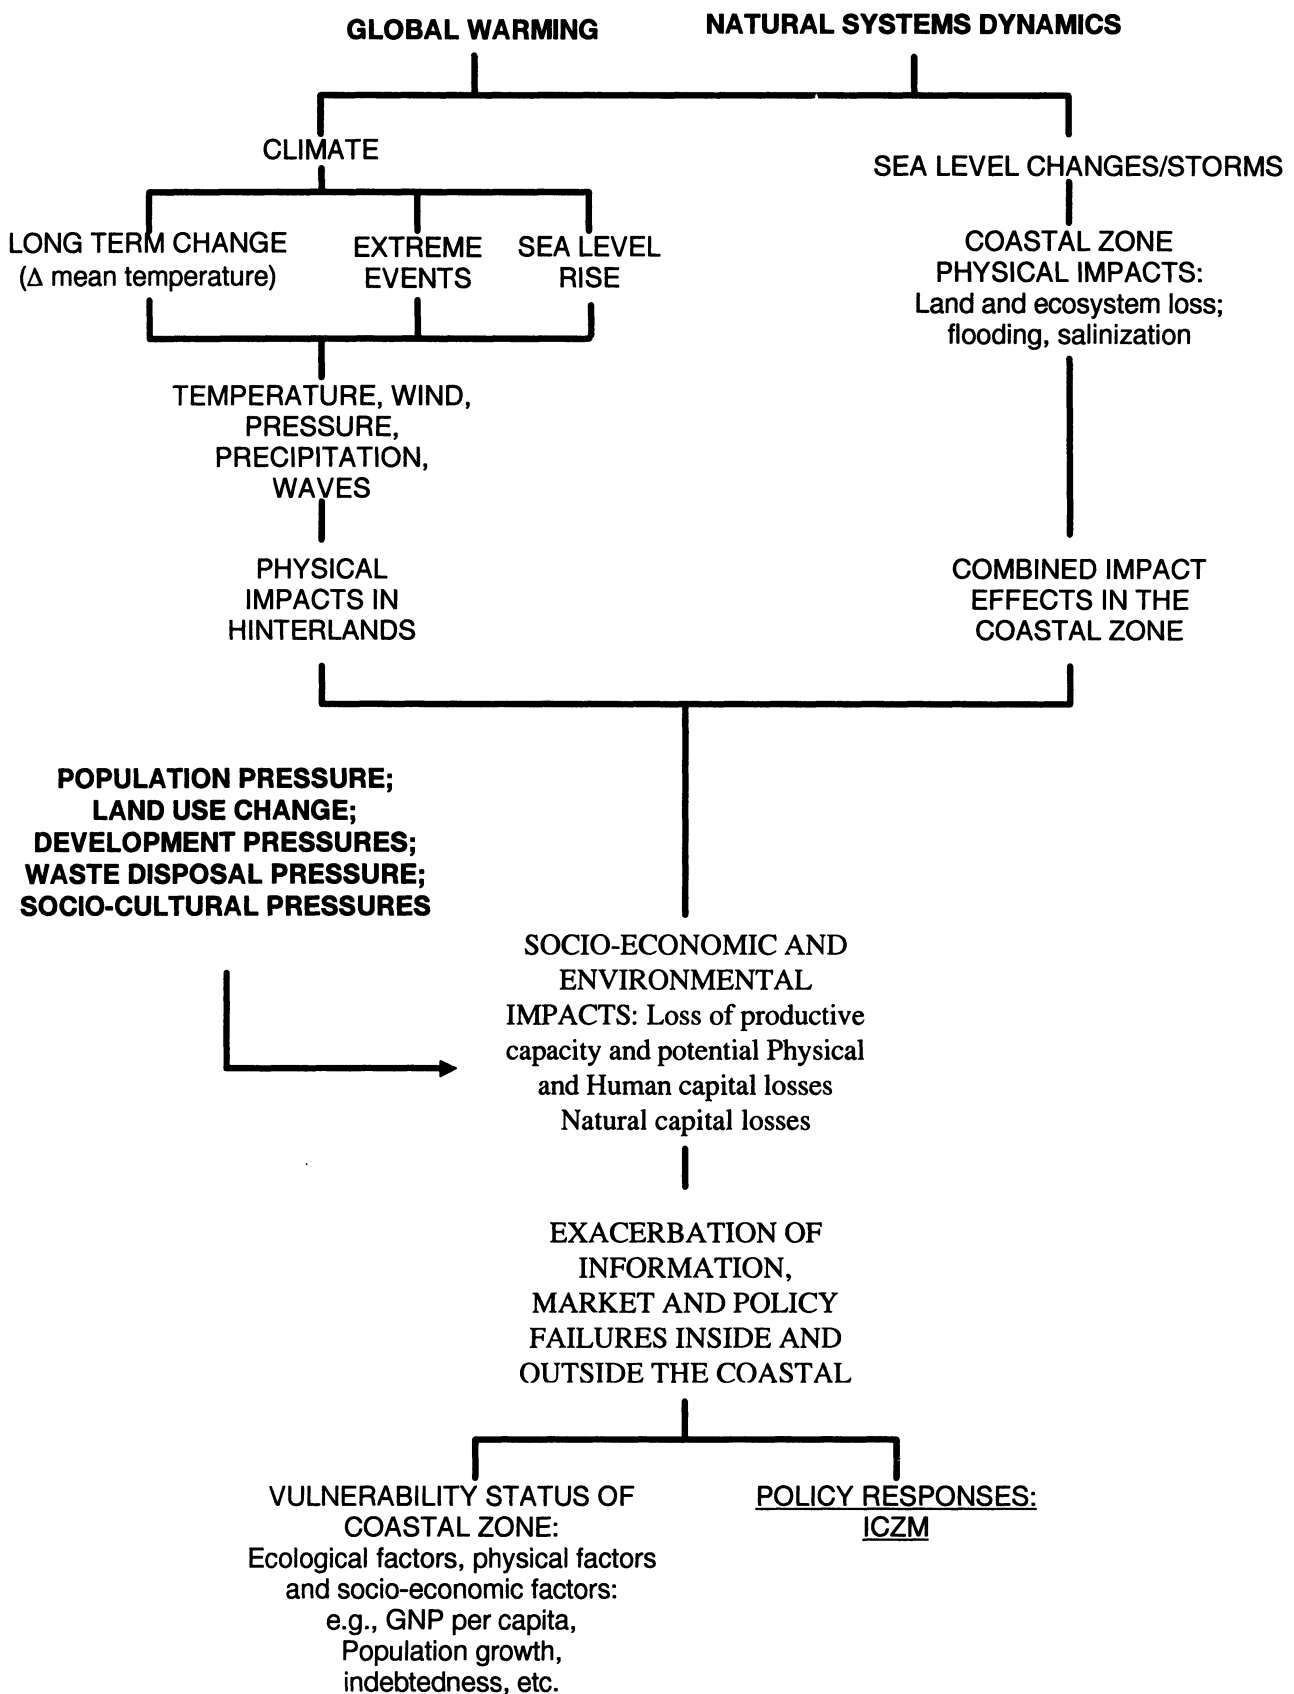 GLOBAL WARMING
NATURAL SYSTEMS DYNAMICS
CLIMATE
SEA LEVEL CHANGES/STORMS
LONG TERM CHANGE
(Δ mean temperature)
EXTREME
EVENTS
SEA LEVEL
RISE
COASTAL ZONE
PHYSICAL IMPACTS:
Land and ecosystem loss;
flooding, salinization
TEMPERATURE, WIND,
PRESSURE,
PRECIPITATION,
WAVES
PHYSICAL
IMPACTS IN
HINTERLANDS
COMBINED IMPACT
EFFECTS IN THE
COASTAL ZONE
POPULATION PRESSURE;
LAND USE CHANGE;
DEVELOPMENT PRESSURES;
WASTE DISPOSAL PRESSURE;
SOCIO-CULTURAL PRESSURES
SOCIO-ECONOMIC AND
ENVIRONMENTAL
IMPACTS: Loss of productive
capacity and potential Physical
and Human capital losses
Natural capital losses
EXACERBATION OF
INFORMATION,
MARKET AND POLICY
FAILURES INSIDE AND
OUTSIDE THE COASTAL
VULNERABILITY STATUS OF
COASTAL ZONE:
Ecological factors, physical factors
and socio-economic factors:
e.g., GNP per capita,
Population growth,
indebtedness, etc.
POLICY RESPONSES:
ICZM